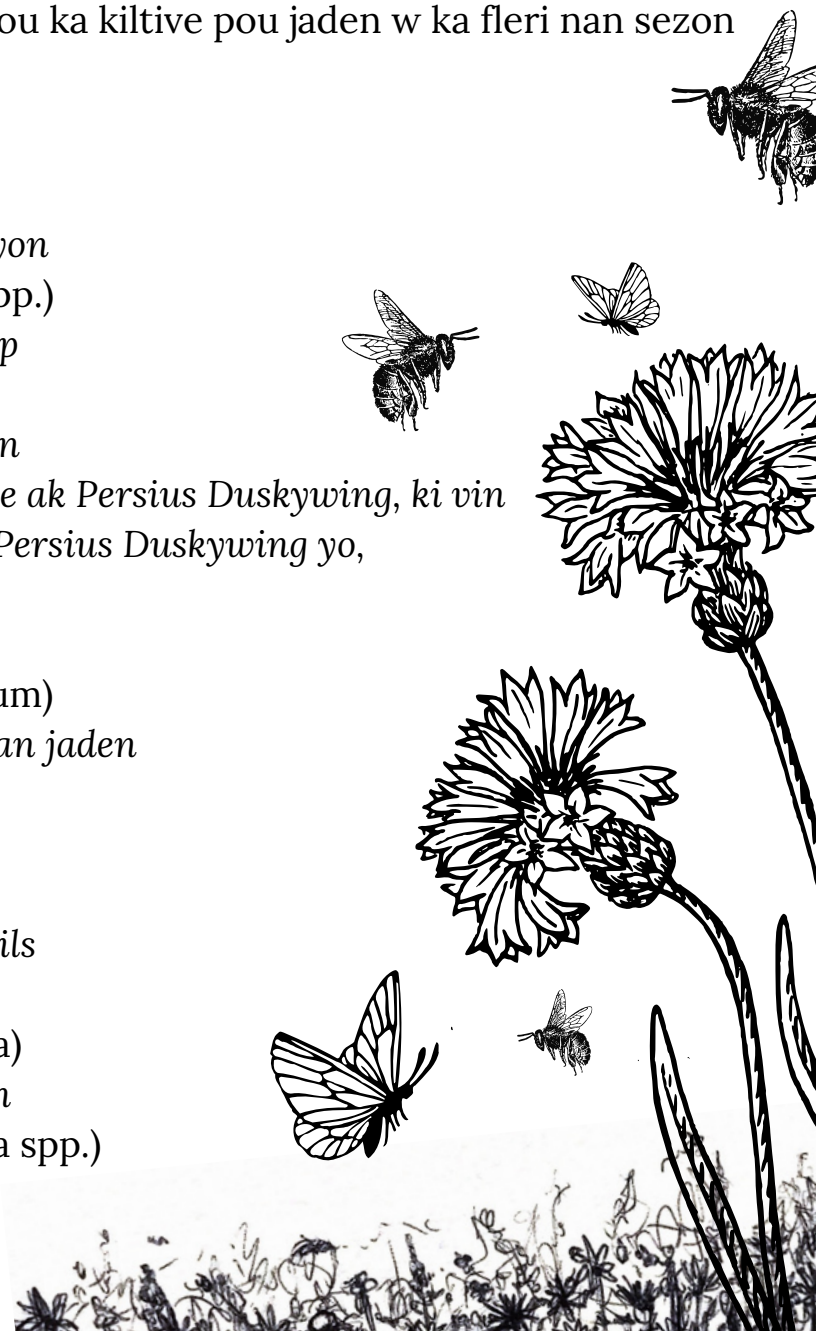 ou ka kiltive pou jaden w ka fleri nan sezon
yon
pp.)
p
n
e ak Persius Duskywing, ki vin
Persius Duskywing yo,
um)
an jaden
ils
a)
n
a spp.)